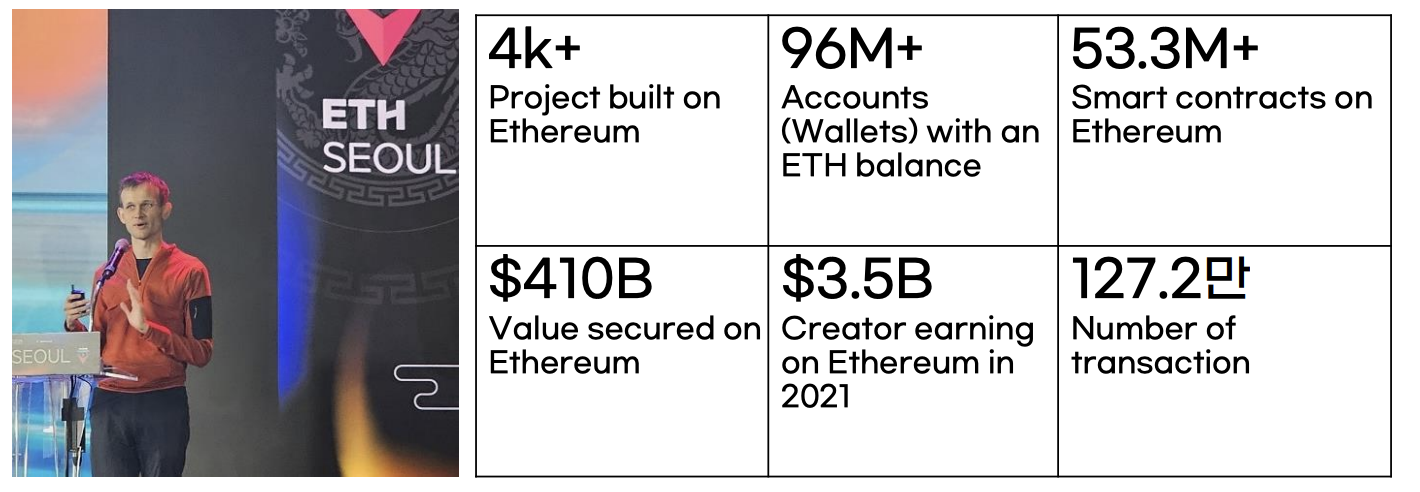 ETH
SEOUL
SEOUL
4k+
Project built on
Ethereum
96M+
Accounts
(Wallets) with an
ETH balance
53.3M+
Smart contracts on
Ethereum
$410B
Value secured on
Ethereum
$3.5B
Creator earning
on Ethereum in
2021
127.2만
Number of
transaction